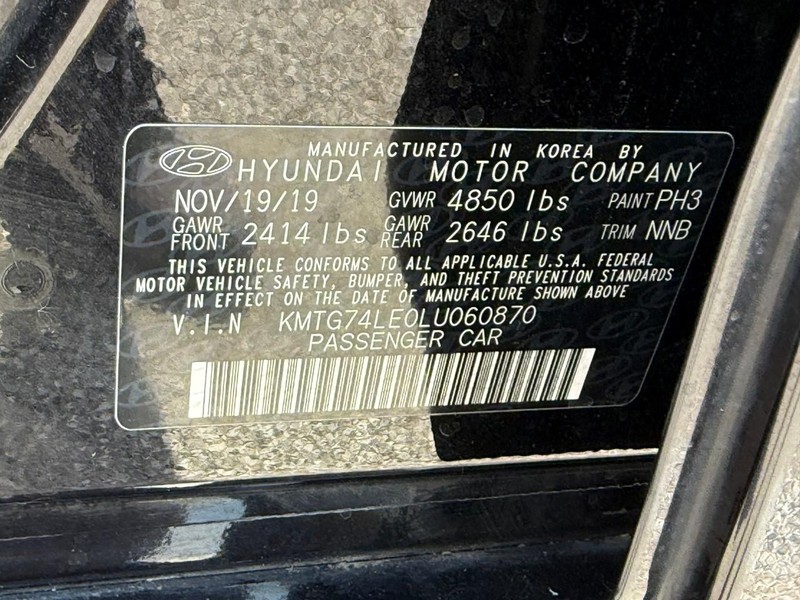 MANUFACTURED IN KOREA BY
HYUNDAI MOTOR COMPANY
NOV/19/19 GVWR 4850 lbs PAINT PH3
GAWR FRONT 2414 lbs GAWR REAR 2646 lbs TRIM NNB
THIS VEHICLE CONFORMS TO ALL APPLICABLE U.S.A. FEDERAL
MOTOR VEHICLE SAFETY, BUMPER, AND THEFT PREVENTION STANDARDS
IN EFFECT ON THE DATE OF MANUFACTURE SHOWN ABOVE
V.I.N KMTG74LE0LU060870
PASSENGER CAR